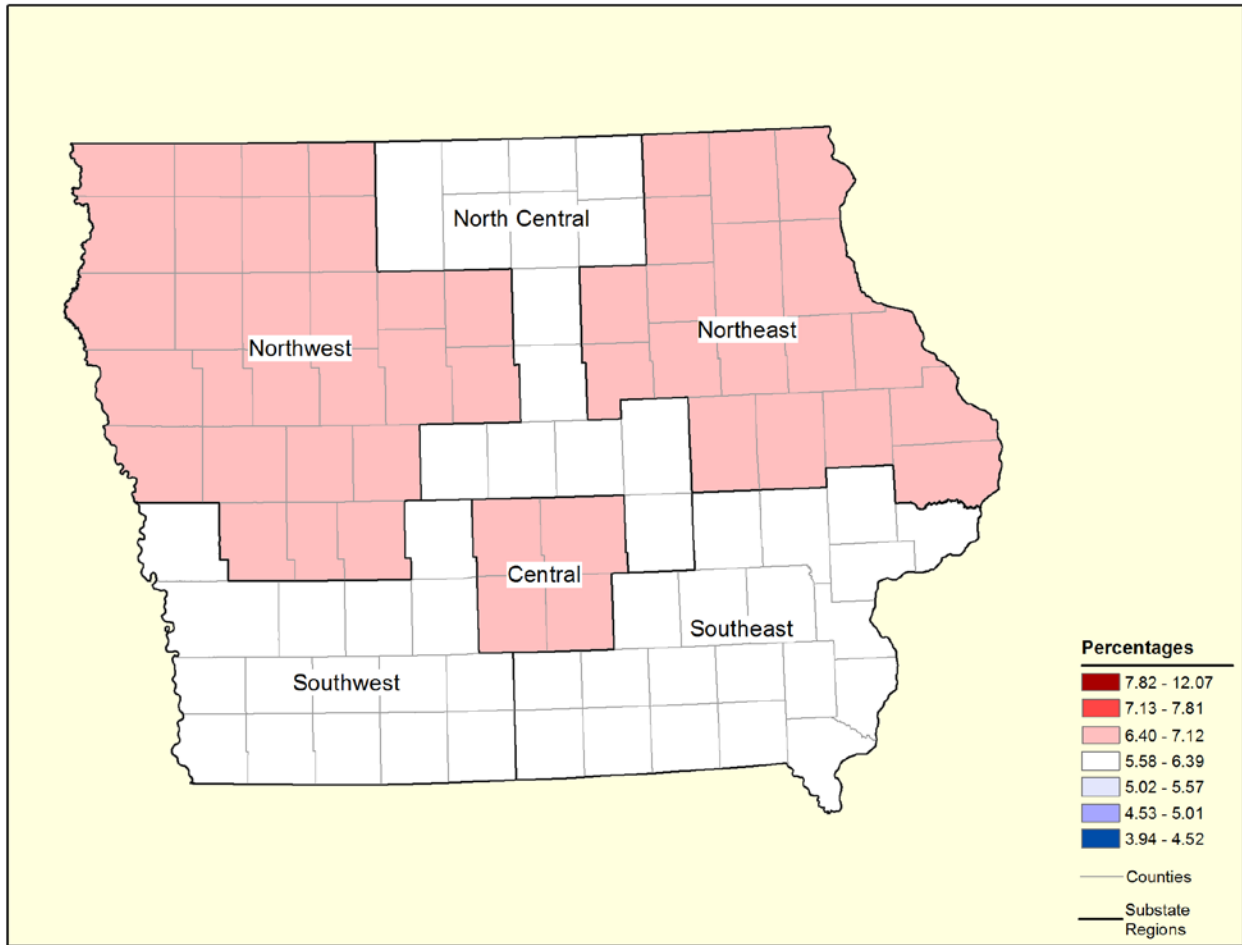 North Central
Northeast
Northwest
Central
Southeast
Southwest
Percentages
7.82 - 12.07
7.13 - 7.81
6.40 - 7.12
5.58 - 6.39
5.02 - 5.57
4.53 - 5.01
3.94 - 4.52
Counties
Substate
Regions